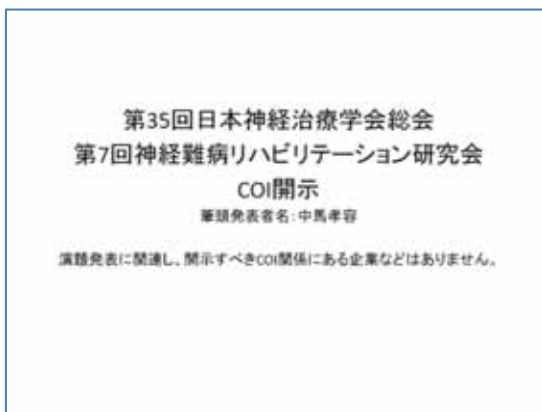 第35回日本神経治療学会総会
第7回神経難病リハビリテーション研究会
COI開示
筆頭発表者名:中馬孝容
演題発表に関連し、開示すべきCOI関係にある企業などはありません。